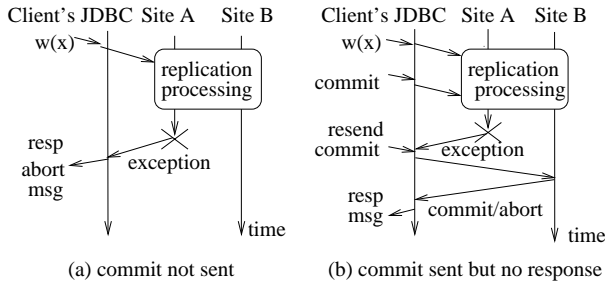 Client's JDBC Site A Site B
w(x)
replication
processing
resp
abort
msg
exception
time
(a) commit not sent
Client's JDBC Site A Site B
w(x)
replication
processing
commit
resend
commit
exception
resp
msg
commit/abort
time
(b) commit sent but no response